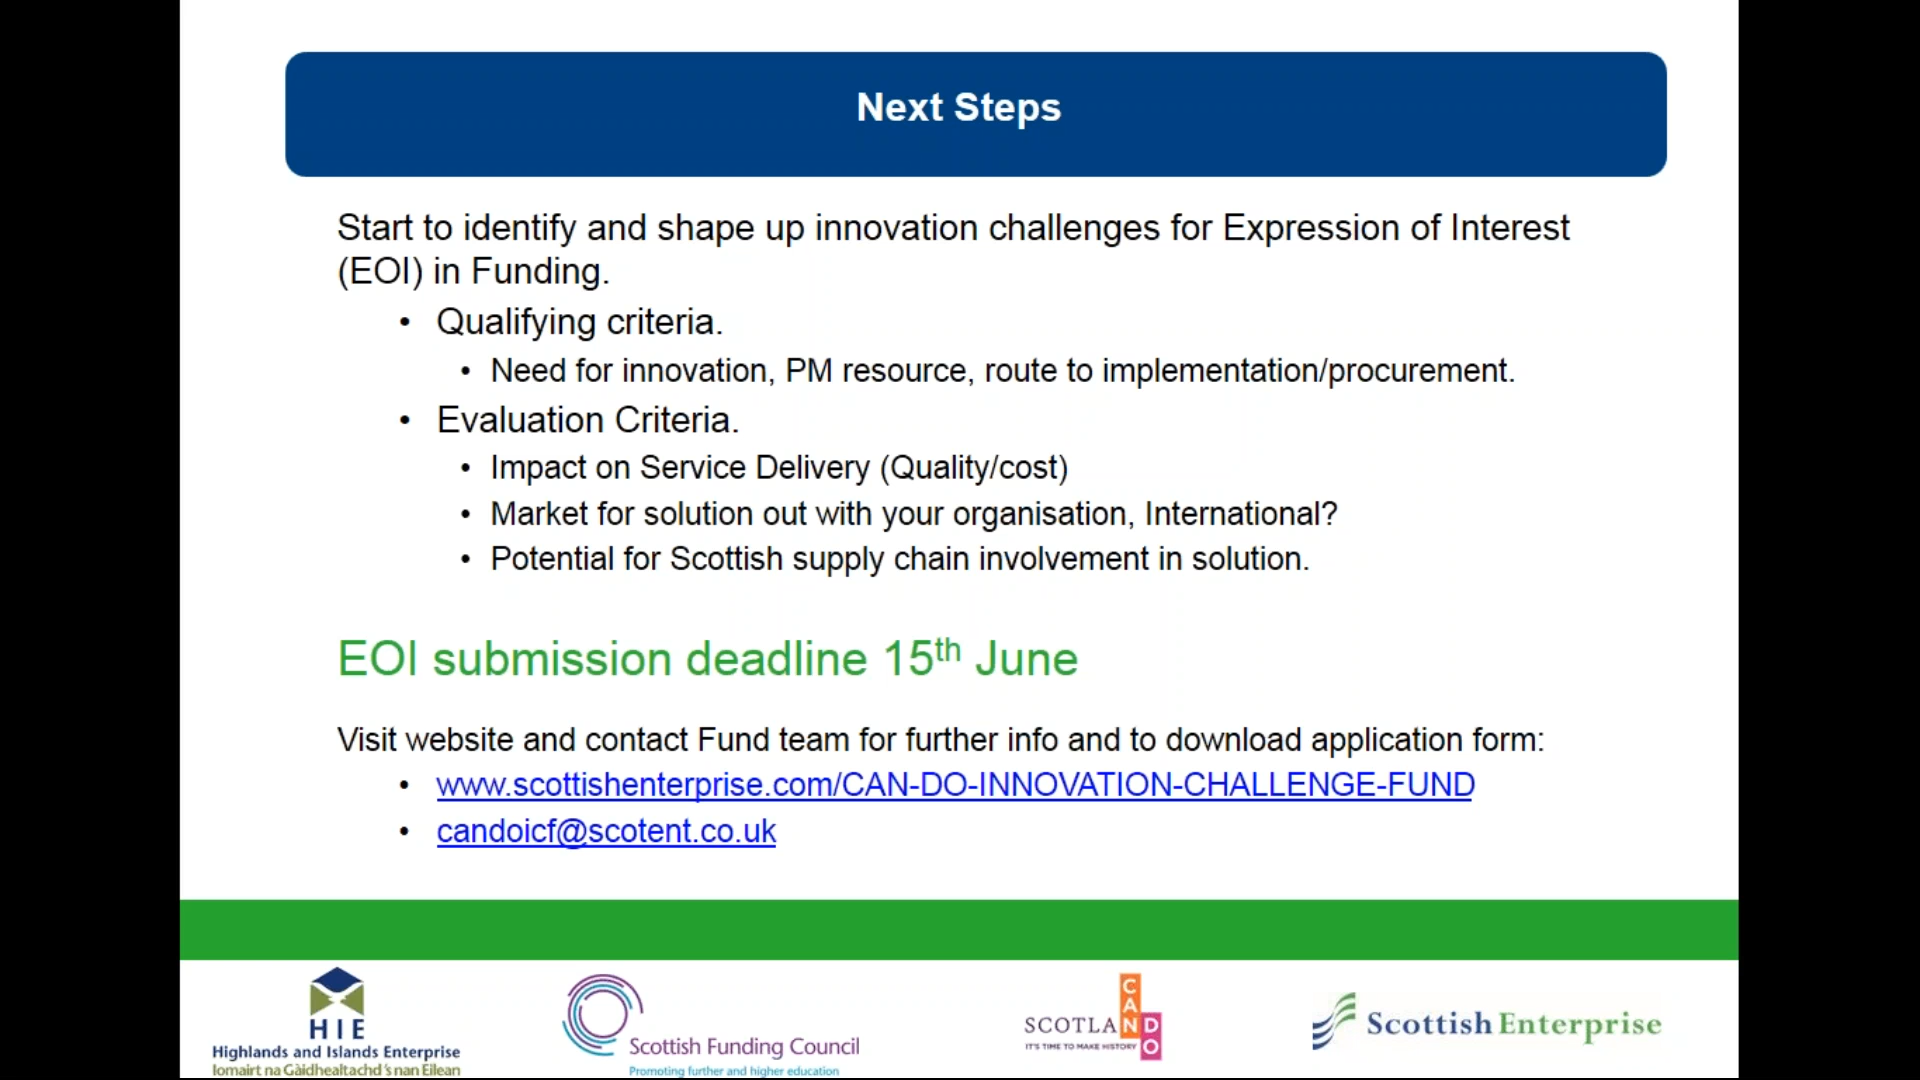 Next Steps
Start to identify and shape up innovation challenges for Expression of Interest
(EOI) in Funding.
• Qualifying criteria.
• Need for innovation, PM resource, route to implementation/procurement.
• Evaluation Criteria.
• Impact on Service Delivery (Quality/cost)
• Market for solution out with your organisation, International?
• Potential for Scottish supply chain involvement in solution.
EOI submission deadline 15th June
Visit website and contact Fund team for further info and to download application form:
• www.scottishenterprise.com/CAN-DO-INNOVATION-CHALLENGE-FUND
• candoicf@scotent.co.uk
HIE
Highlands and Islands Enterprise
Iomairt na Gàidhealtachd 's nan Eilean
Scottish Funding Council
Promoting further and higher education
SCOTLAND
CAN DO
IT'S TIME TO MAKE HISTORY
Scottish Enterprise